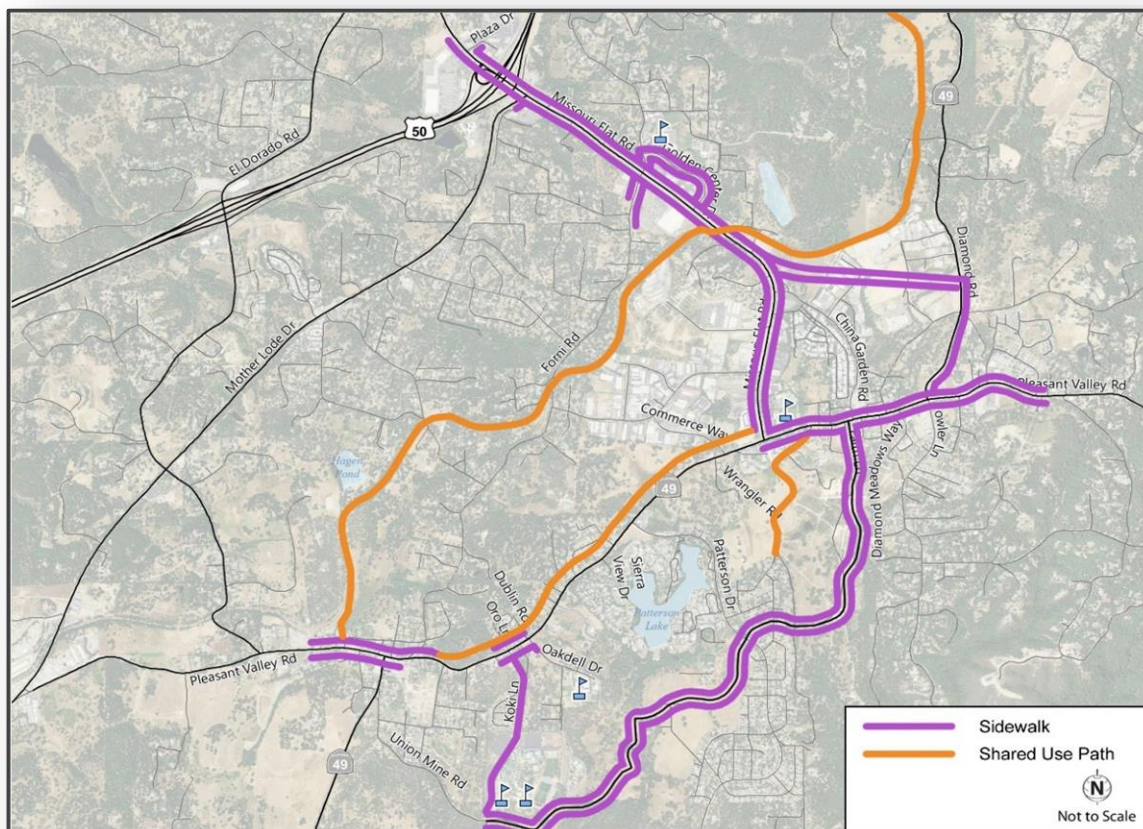 Plaza Dr
49
Missouri Flat Rd
50
El Dorado Rd
Golden Center
Diamond Rd
Mother Lode Dr
Forni Rd
China Garden Rd
Pleasant Valley Rd
Commerce Way
Fowler Ln
Diamond Meadows Way
Hagen
Pond
49
Wrangler Rd
Sierra
View Dr
Patterson Dr
Dublin Rd
Oro Ln
Patterson
Lake
Oakdell Dr
Pleasant Valley Rd
Koki Ln
Union Mine Rd
49
Sidewalk
Shared Use Path
N
Not to Scale